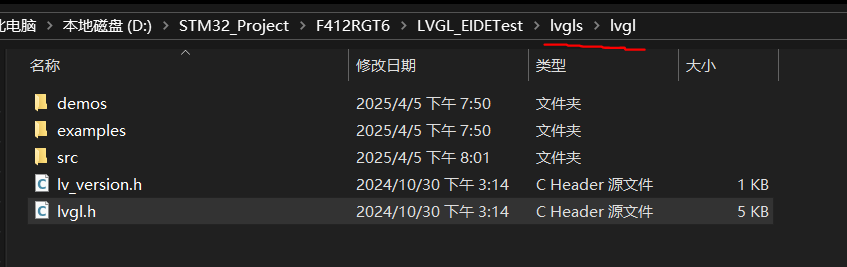 此电脑 › 本地磁盘 (D:) › STM32_Project › F412RGT6 › LVGL_EIDETest › lvgls › lvgl
名称 修改日期 类型 大小
demos 2025/4/5 下午 7:50 文件夹
examples 2025/4/5 下午 7:50 文件夹
src 2025/4/5 下午 8:01 文件夹
lv_version.h 2024/10/30 下午 3:14 C Header 源文件 1 KB
lvgl.h 2024/10/30 下午 3:14 C Header 源文件 5 KB